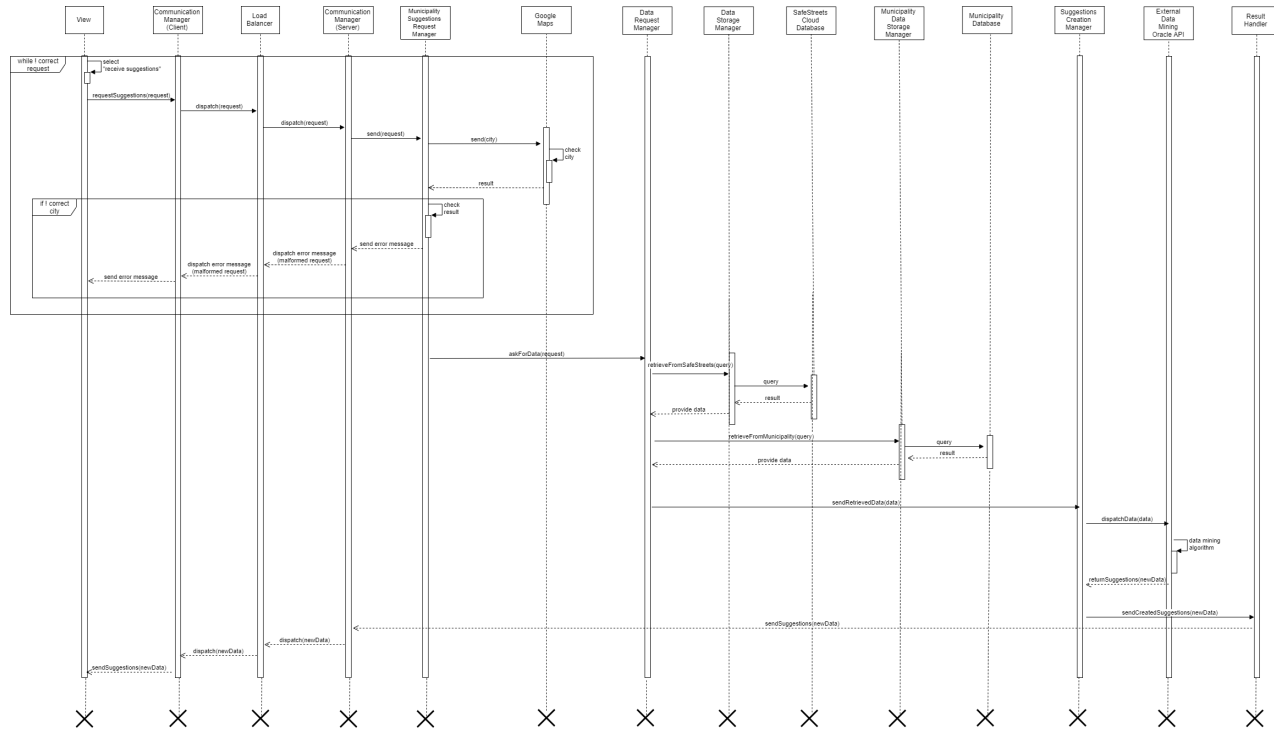 View
Communication
Manager
(Client)
Load
Balancer
Communication
Manager
(Server)
Municipality
Suggestions
Request
Manager
Google
Maps
Data
Request
Manager
Data
Storage
Manager
SafeStreets
Cloud
Database
Municipality
Data
Storage
Manager
Municipality
Database
Suggestions
Creation
Manager
External
Data
Mining
Oracle API
Result
Handler
while ! correct
request
select
"receive suggestions"
requestSuggestions(request)
dispatch(request)
dispatch(request)
send(request)
send(city)
check
city
result
if ! correct
city
check
result
send error message
dispatch error message
(malformed request)
dispatch error message
(malformed request)
send error message
askForData(request)
retrieveFromSafeStreets(query)
query
result
provide data
retrieveFromMunicipality(query)
query
result
provide data
sendRetrievedData(data)
dispatchData(data)
data mining
algorithm
returnSuggestions(newData)
sendCreatedSuggestions(newData)
sendSuggestions(newData)
dispatch(newData)
dispatch(newData)
sendSuggestions(newData)